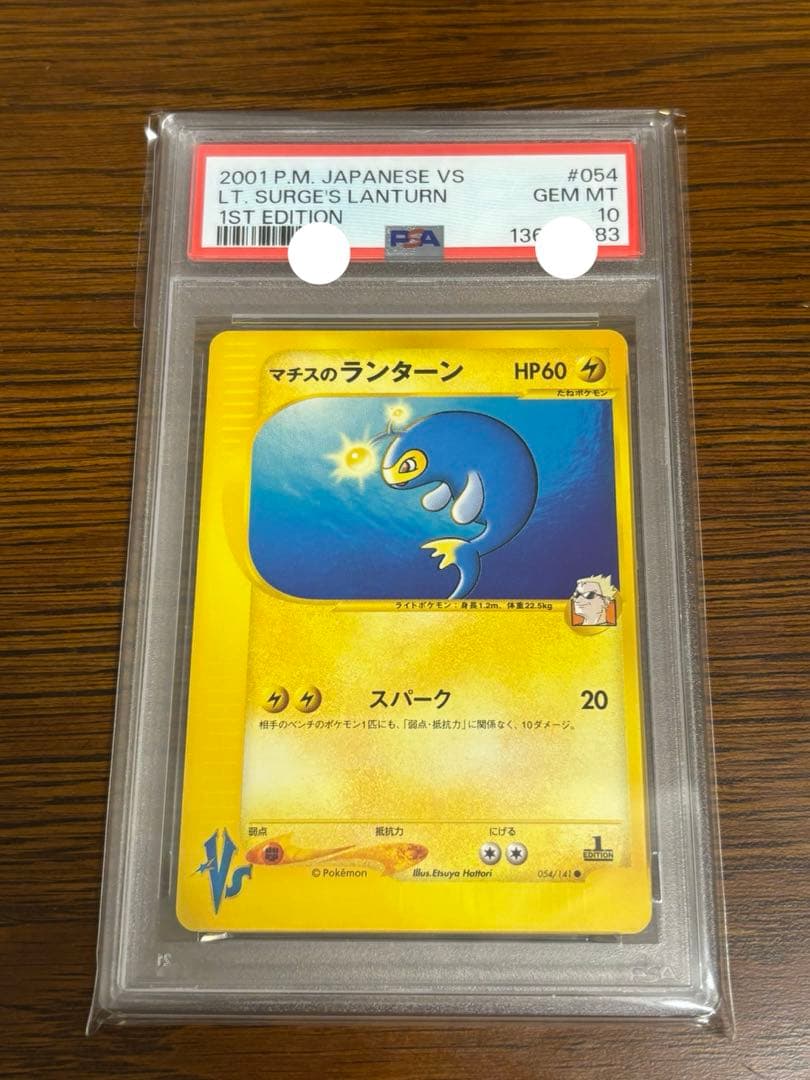 2001 P.M. JAPANESE VS #054
LT. SURGE'S LANTURN GEM MT
1ST EDITION 10
PSA 136 83
マチスのランターン HP60
たねポケモン
ライトポケモン：身長1.2m、体重22.5kg
スパーク 20
相手のベンチのポケモン1匹にも、「弱点・抵抗力」に関係なく、10ダメージ。
弱点 抵抗力 にげる
1
EDITION
VS
© Pokémon Illus.Etsuya Hattori 054/141